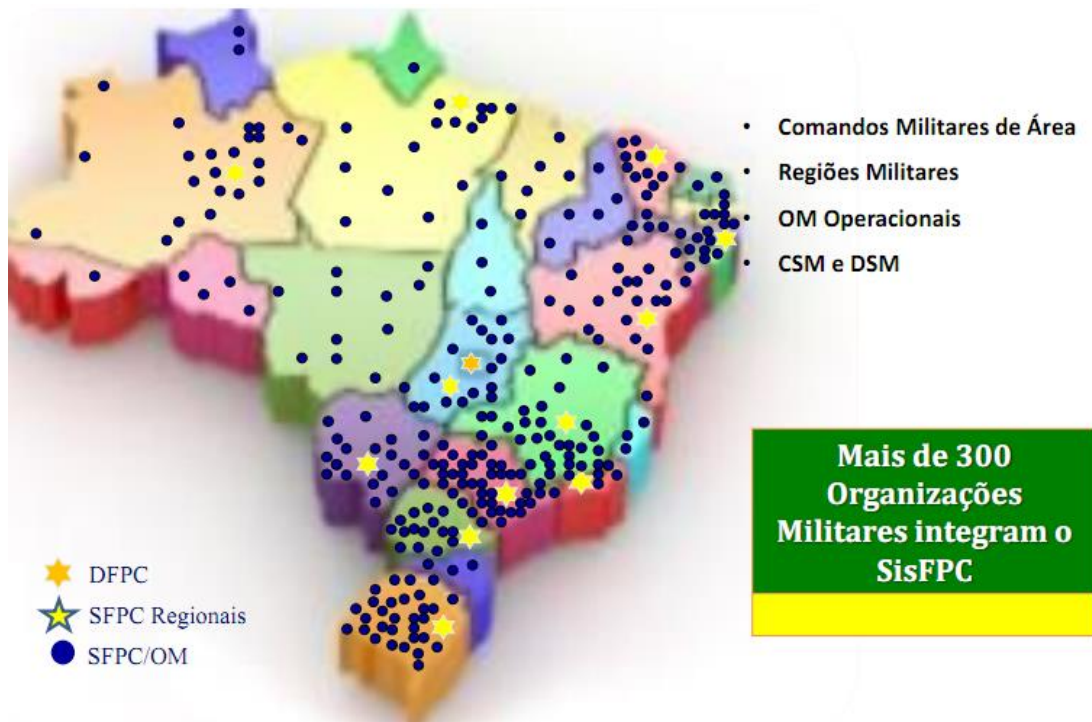 • Comandos Militares de Área
• Regiões Militares
• OM Operacionais
• CSM e DSM
Mais de 300
Organizações
Militares integram o
SisFPC
DFPC
SFPC Regionais
SFPC/OM